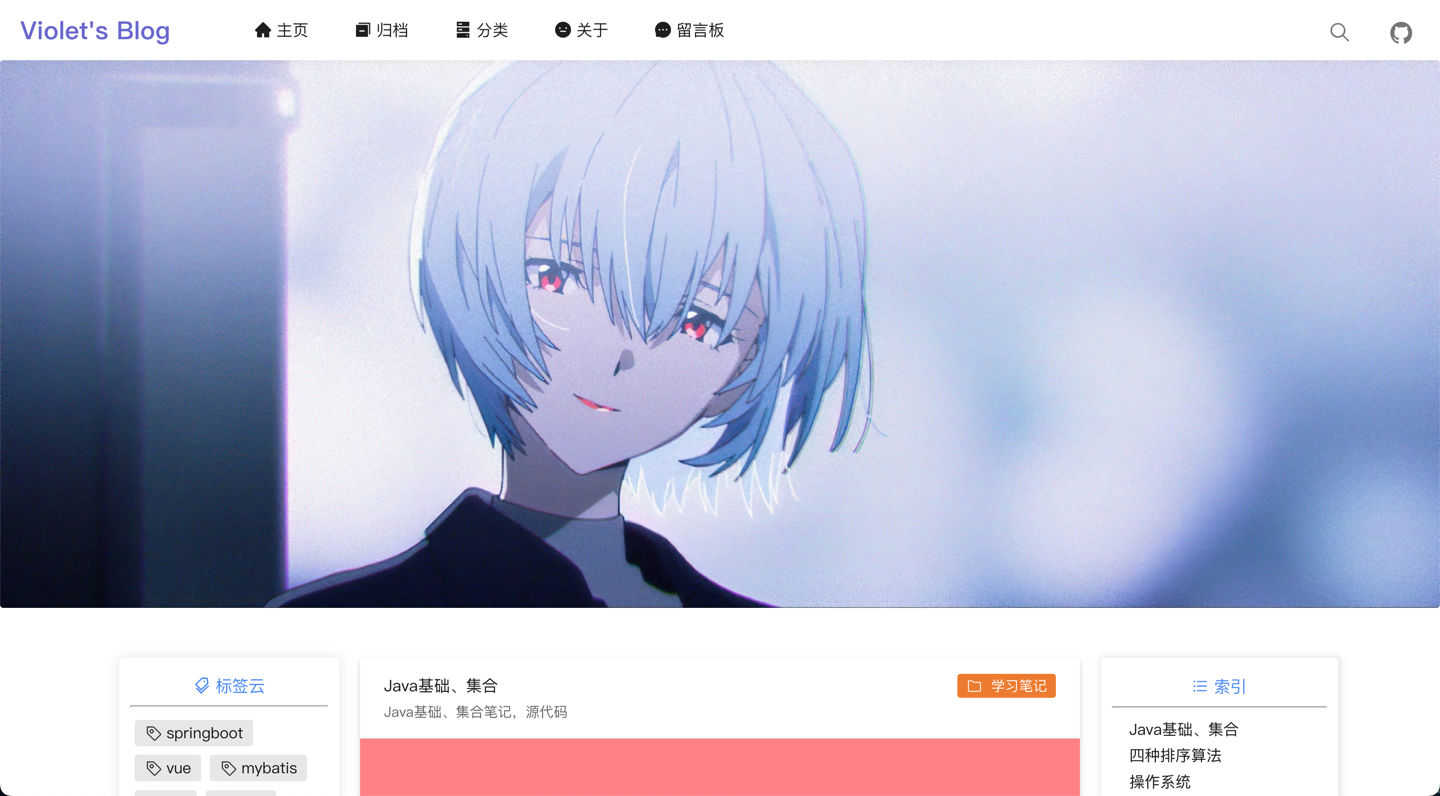 Violet's Blog
主页
归档
分类
关于
留言板
标签云
springboot
vue
mybatis
Java基础、集合
学习笔记
Java基础、集合笔记，源代码
索引
Java基础、集合
四种排序算法
操作系统